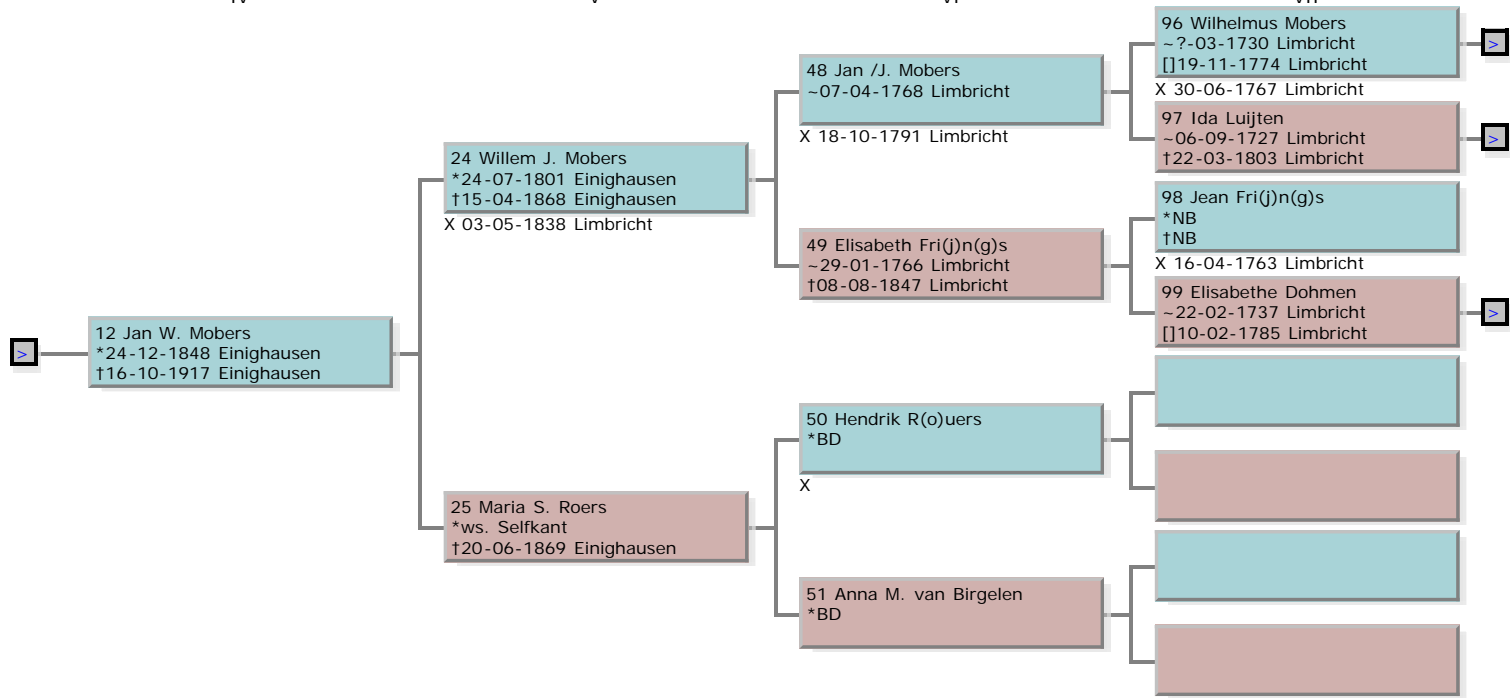 IV V VI VII
96 Wilhelmus Mobers
~?-03-1730 Limbricht
[]19-11-1774 Limbricht
>
X 30-06-1767 Limbricht
48 Jan /J. Mobers
~07-04-1768 Limbricht
X 18-10-1791 Limbricht
97 Ida Luijten
~06-09-1727 Limbricht
†22-03-1803 Limbricht
>
24 Willem J. Mobers
*24-07-1801 Einighausen
†15-04-1868 Einighausen
X 03-05-1838 Limbricht
98 Jean Fri(j)n(g)s
*NB
†NB
X 16-04-1763 Limbricht
49 Elisabeth Fri(j)n(g)s
~29-01-1766 Limbricht
†08-08-1847 Limbricht
99 Elisabethe Dohmen
~22-02-1737 Limbricht
[]10-02-1785 Limbricht
>
>
12 Jan W. Mobers
*24-12-1848 Einighausen
†16-10-1917 Einighausen
50 Hendrik R(o)uers
*BD
X
25 Maria S. Roers
*ws. Selfkant
†20-06-1869 Einighausen
51 Anna M. van Birgelen
*BD